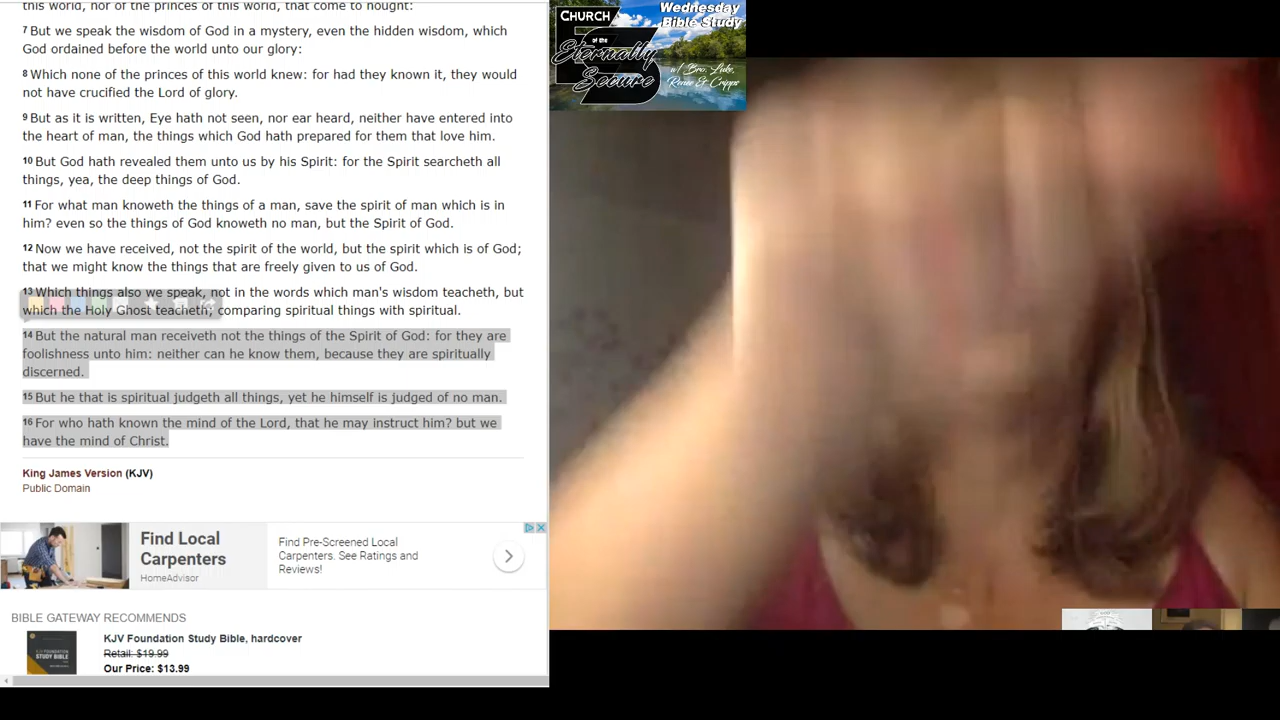 this world, nor of the princes of this world, that come to nought:
7 But we speak the wisdom of God in a mystery, even the hidden wisdom, which
God ordained before the world unto our glory:
8 Which none of the princes of this world knew: for had they known it, they would
not have crucified the Lord of glory.
9 But as it is written, Eye hath not seen, nor ear heard, neither have entered into
the heart of man, the things which God hath prepared for them that love him.
10 But God hath revealed them unto us by his Spirit: for the Spirit searcheth all
things, yea, the deep things of God.
11 For what man knoweth the things of a man, save the spirit of man which is in
him? even so the things of God knoweth no man, but the Spirit of God.
12 Now we have received, not the spirit of the world, but the spirit which is of God;
that we might know the things that are freely given to us of God.
13 Which things also we speak, not in the words which man's wisdom teacheth, but
which the Holy Ghost teacheth; comparing spiritual things with spiritual.
14 But the natural man receiveth not the things of the Spirit of God: for they are
foolishness unto him: neither can he know them, because they are spiritually
discerned.
15 But he that is spiritual judgeth all things, yet he himself is judged of no man.
16 For who hath known the mind of the Lord, that he may instruct him? but we
have the mind of Christ.
King James Version (KJV)
Public Domain
Find Local
Carpenters
HomeAdvisor
Find Pre-Screened Local
Carpenters. See Ratings and
Reviews!
BIBLE GATEWAY RECOMMENDS
KJV Foundation Study Bible, hardcover
Retail: $19.99
Our Price: $13.99
CHURCH
of the
Eternally
Secure
Wednesday
Bible Study
w/ Bro. Luke,
Renee & Cripps